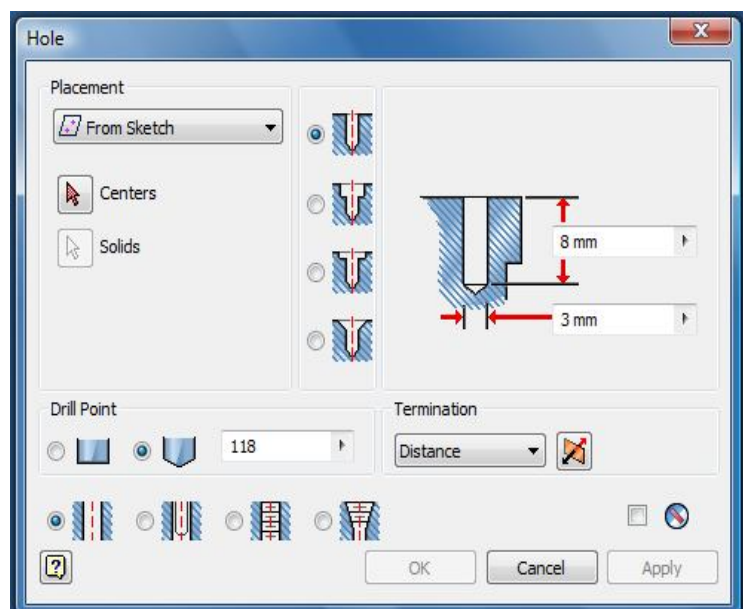 Hole
Placement
From Sketch
Centers
Solids
8 mm
3 mm
Drill Point
118
Termination
Distance
OK
Cancel
Apply